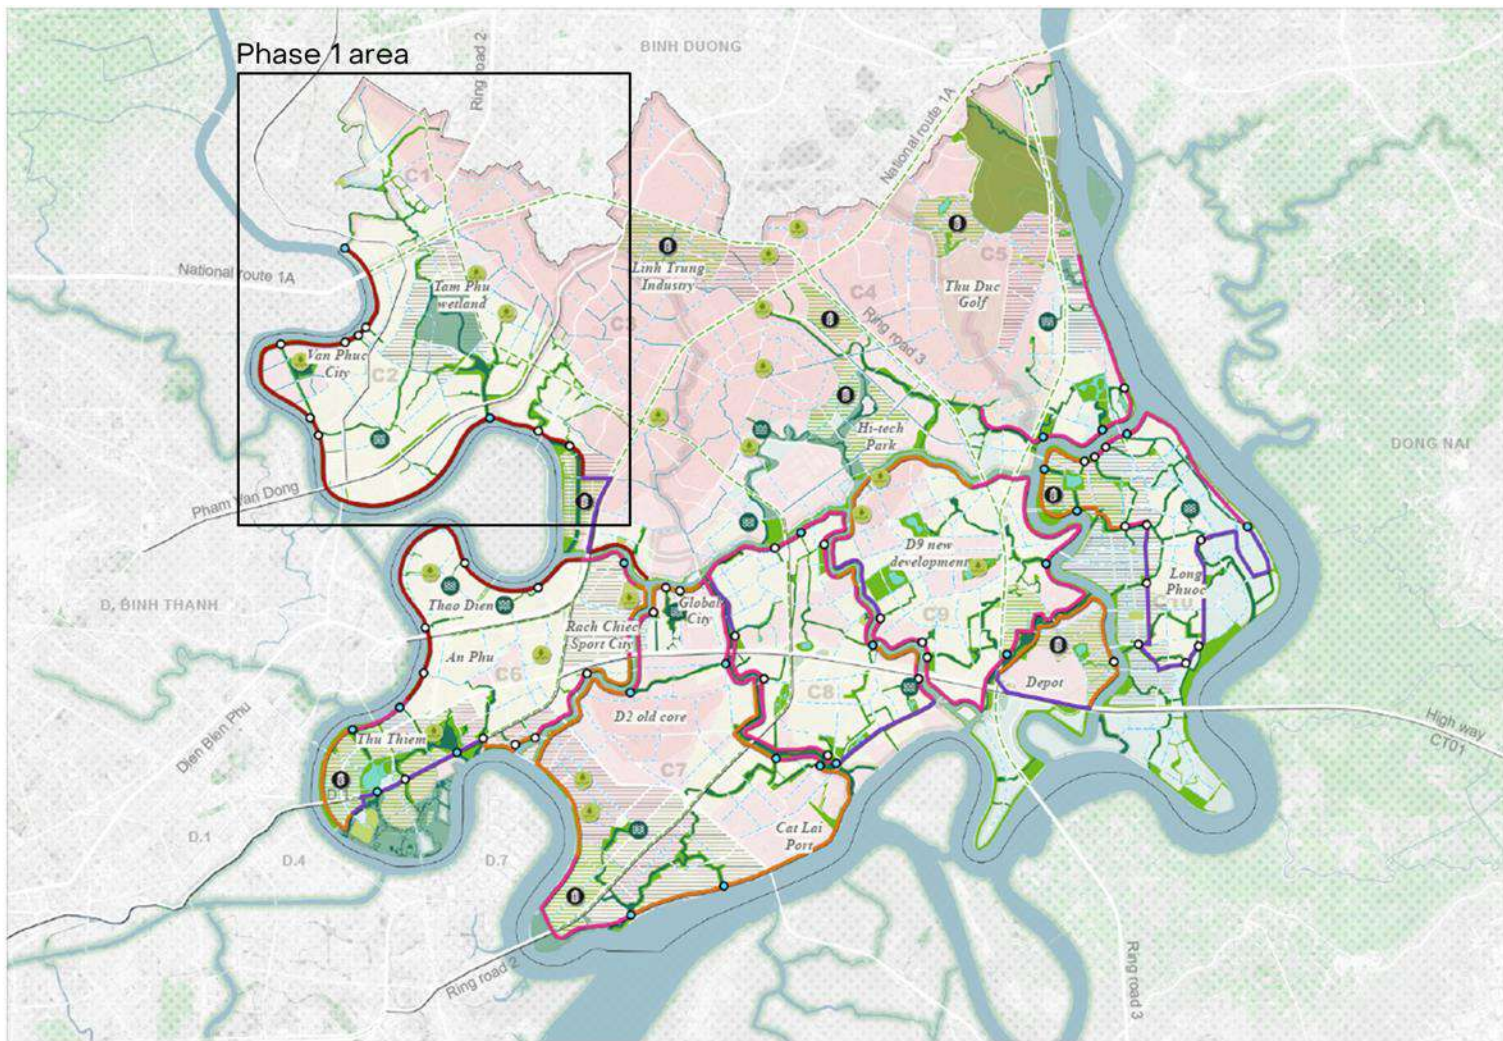 Phase 1 area
BINH DUONG
Ring road 2
National route 1A
C1
National route 1A
Tam Phu
wetland
Linh Trung
Industry
C4
C5
Thu Duc
Golf
C3
Ring road 3
Van Phuc
City
C2
Hi-tech
Park
DONG NAI
Pham Van Dong
D9 new
development
Long
Phuoc
C10
D, BINH THANH
Thao Dien
Global
City
Rach Chiec
Sport City
C9
An Phu
C6
Depot
C8
D2 old core
Dien Bien Phu
Thu Thiem
High way
CT01
C7
D.1
Cat Lai
Port
D.4
D.7
Ring road 2
Ring road 3